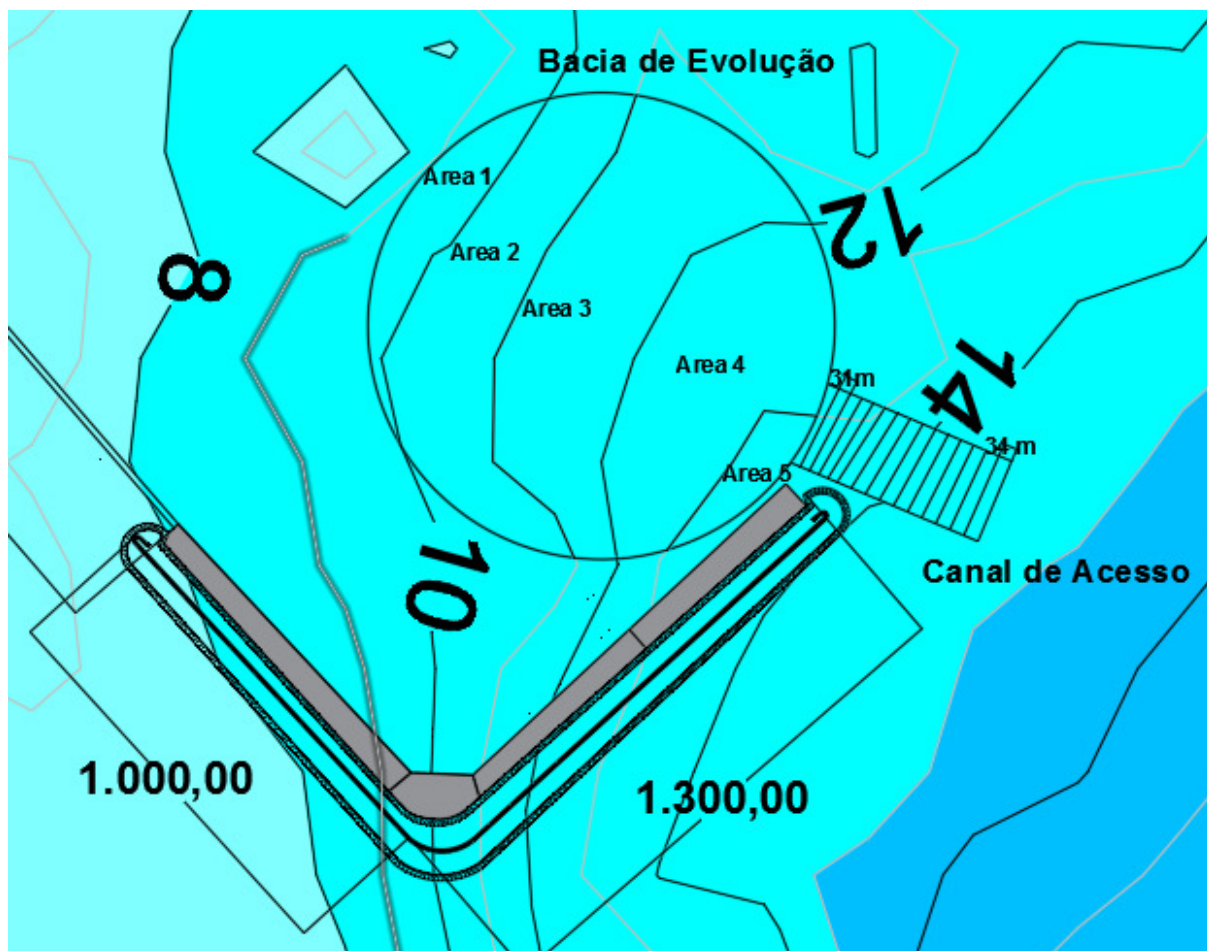 Bacia de Evolução
Area 1
12
Area 2
8
Area 3
14
Area 4
31m
34 m
Area 5
10
Canal de Acesso
1.000,00
1.300,00